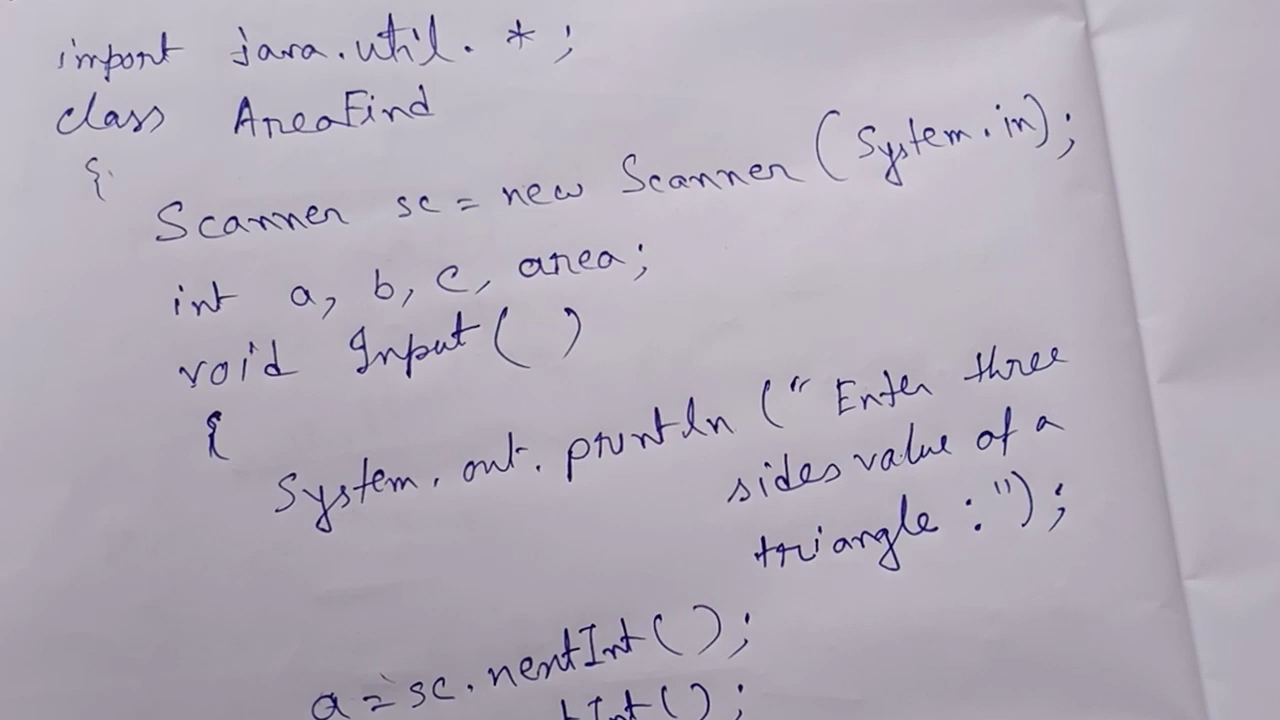 import java.util.*;
class AreaFind
{
Scanner sc = new Scanner (System.in);
int a, b, c, area;
void Input( )
{
System.out.println (" Enter three
sides value of a
triangle : ");
a = sc.nextInt();
tInt();